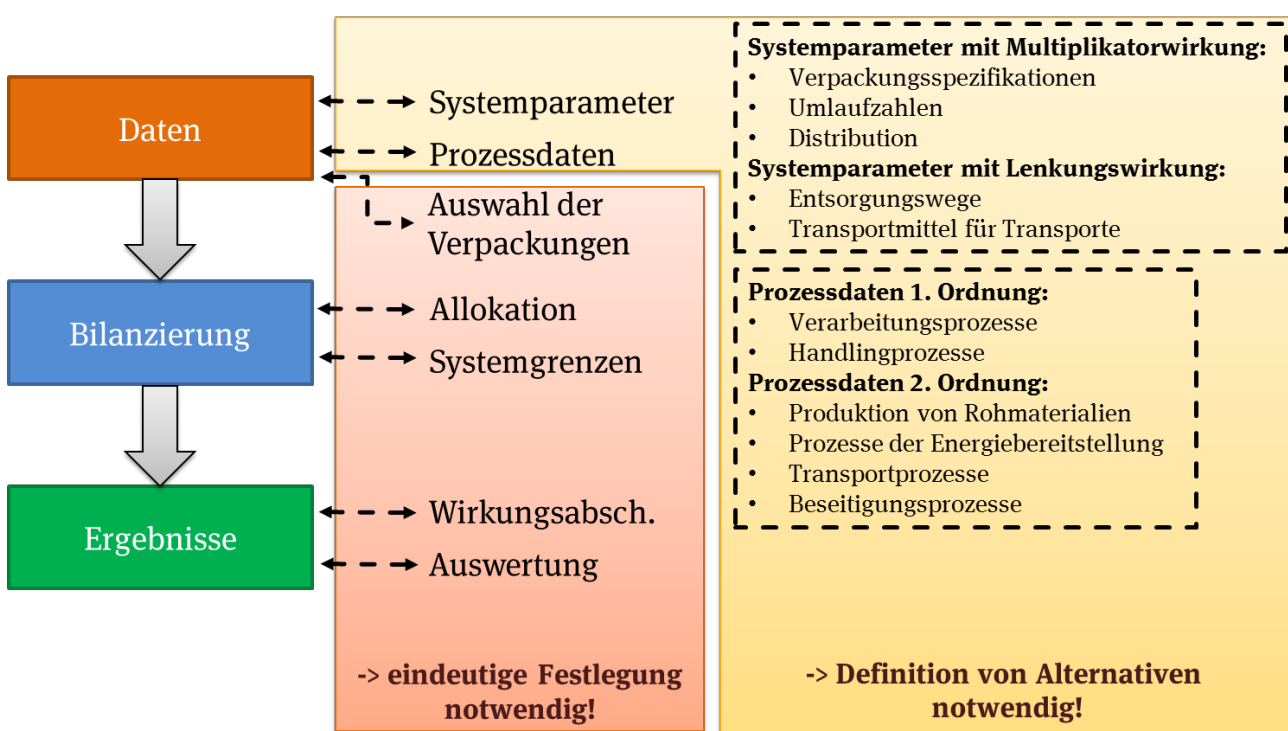 Daten
Bilanzierung
Ergebnisse
Systemparameter
Prozessdaten
Auswahl der
Verpackungen
Allokation
Systemgrenzen
Wirkungsabsch.
Auswertung
-> eindeutige Festlegung
notwendig!
Systemparameter mit Multiplikatorwirkung:
• Verpackungsspezifikationen
• Umlaufzahlen
• Distribution
Systemparameter mit Lenkungswirkung:
• Entsorgungswege
• Transportmittel für Transporte
Prozessdaten 1. Ordnung:
• Verarbeitungsprozesse
• Handlingprozesse
Prozessdaten 2. Ordnung:
• Produktion von Rohmaterialien
• Prozesse der Energiebereitstellung
• Transportprozesse
• Beseitigungsprozesse
-> Definition von Alternativen
notwendig!